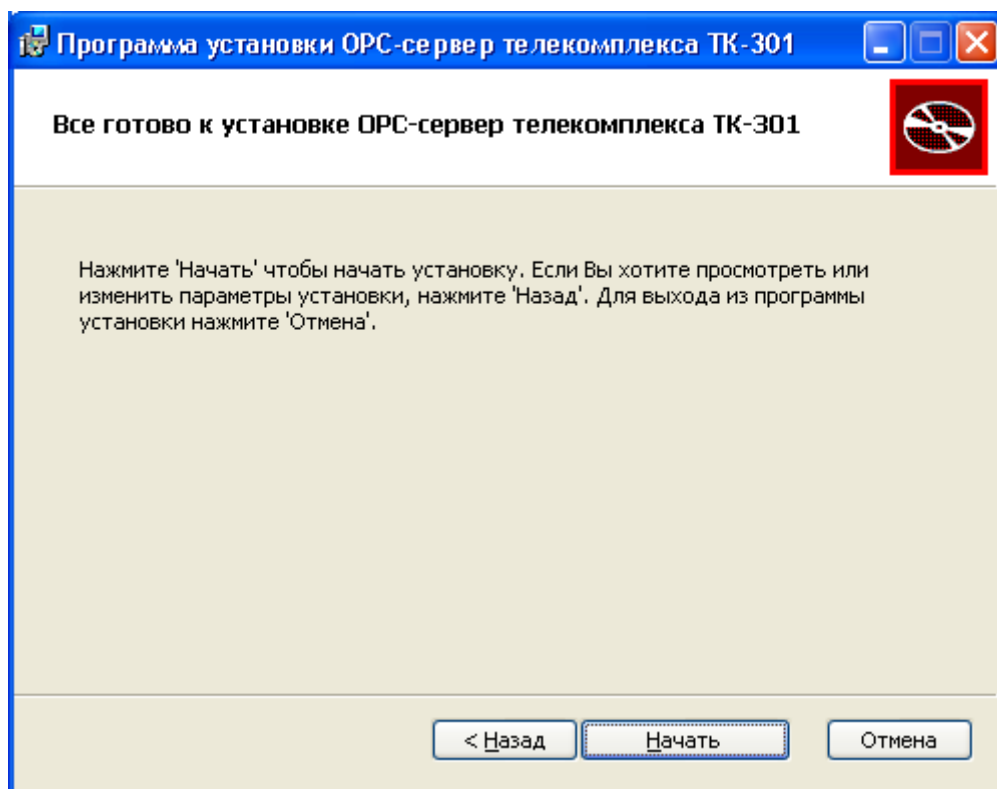 Программа установки OPC-сервер телекомплекса ТК-301
Все готово к установке OPC-сервер телекомплекса ТК-301
Нажмите 'Начать' чтобы начать установку. Если Вы хотите просмотреть или
изменить параметры установки, нажмите 'Назад'. Для выхода из программы
установки нажмите 'Отмена'.
< Назад
Начать
Отмена